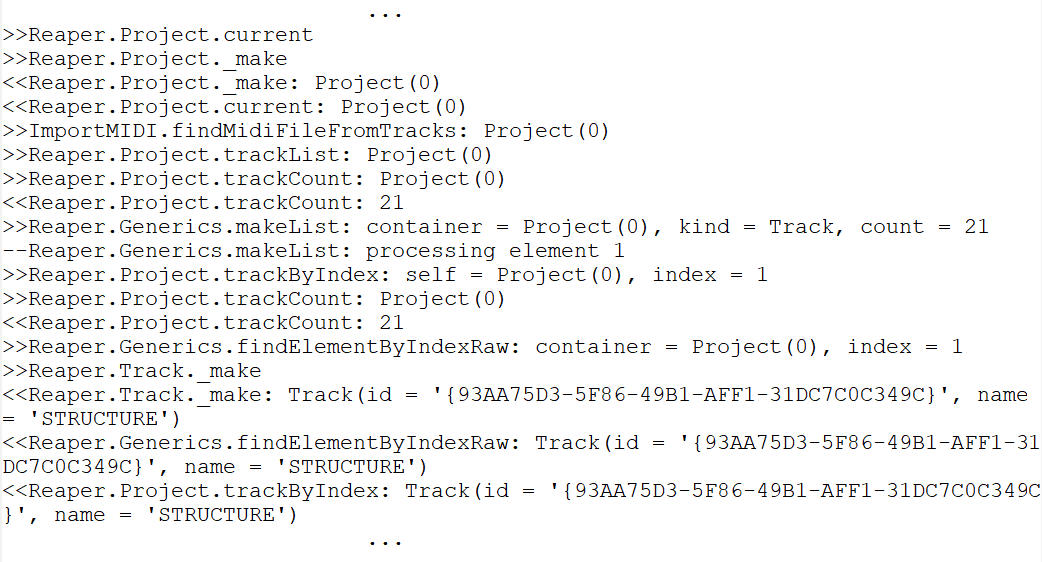 ...
>>Reaper.Project.current
>>Reaper.Project._make
<<Reaper.Project._make: Project(0)
<<Reaper.Project.current: Project(0)
>>ImportMIDI.findMidiFileFromTracks: Project(0)
>>Reaper.Project.trackList: Project(0)
>>Reaper.Project.trackCount: Project(0)
<<Reaper.Project.trackCount: 21
>>Reaper.Generics.makeList: container = Project(0), kind = Track, count = 21
--Reaper.Generics.makeList: processing element 1
>>Reaper.Project.trackByIndex: self = Project(0), index = 1
>>Reaper.Project.trackCount: Project(0)
<<Reaper.Project.trackCount: 21
>>Reaper.Generics.findElementByIndexRaw: container = Project(0), index = 1
>>Reaper.Track._make
<<Reaper.Track._make: Track(id = '{93AA75D3-5F86-49B1-AFF1-31DC7C0C349C}', name
= 'STRUCTURE')
<<Reaper.Generics.findElementByIndexRaw: Track(id = '{93AA75D3-5F86-49B1-AFF1-31
DC7C0C349C}', name = 'STRUCTURE')
<<Reaper.Project.trackByIndex: Track(id = '{93AA75D3-5F86-49B1-AFF1-31DC7C0C349C
}', name = 'STRUCTURE')
...